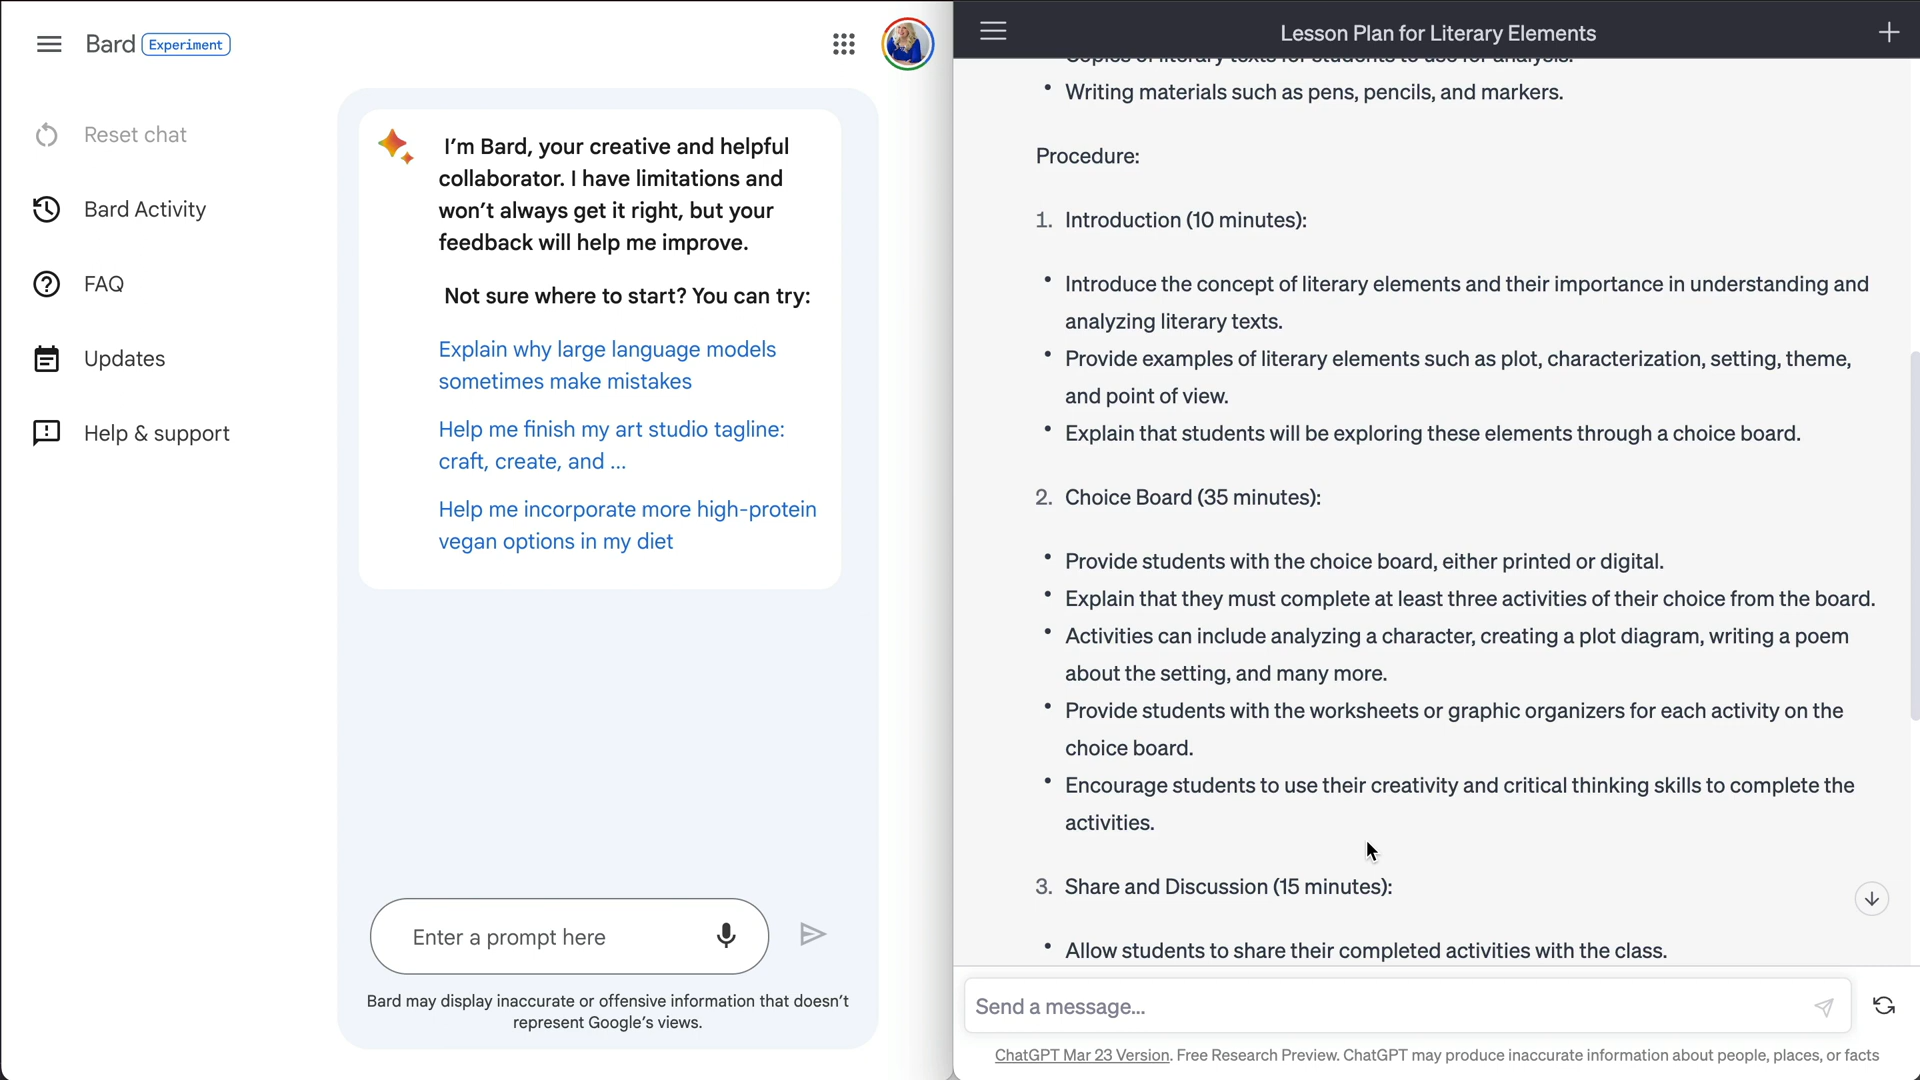 Bard Experiment
Reset chat
Bard Activity
FAQ
Updates
Help & support
I'm Bard, your creative and helpful
collaborator. I have limitations and
won't always get it right, but your
feedback will help me improve.
Not sure where to start? You can try:
Explain why large language models
sometimes make mistakes
Help me finish my art studio tagline:
craft, create, and ...
Help me incorporate more high-protein
vegan options in my diet
Enter a prompt here
Bard may display inaccurate or offensive information that doesn't
represent Google's views.
Lesson Plan for Literary Elements
Copies of literary texts for students to use for analysis.
• Writing materials such as pens, pencils, and markers.
Procedure:
1. Introduction (10 minutes):
• Introduce the concept of literary elements and their importance in understanding and
analyzing literary texts.
• Provide examples of literary elements such as plot, characterization, setting, theme,
and point of view.
• Explain that students will be exploring these elements through a choice board.
2. Choice Board (35 minutes):
• Provide students with the choice board, either printed or digital.
• Explain that they must complete at least three activities of their choice from the board.
• Activities can include analyzing a character, creating a plot diagram, writing a poem
about the setting, and many more.
• Provide students with the worksheets or graphic organizers for each activity on the
choice board.
• Encourage students to use their creativity and critical thinking skills to complete the
activities.
3. Share and Discussion (15 minutes):
• Allow students to share their completed activities with the class.
Send a message...
ChatGPT Mar 23 Version. Free Research Preview. ChatGPT may produce inaccurate information about people, places, or facts